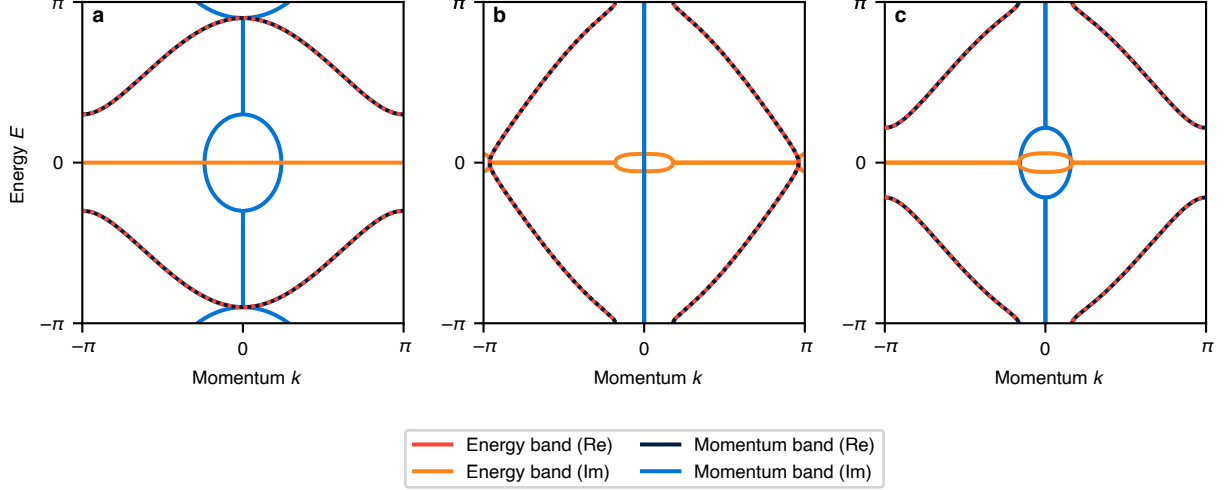 a
b
c
π
0
−π
Energy E
−π
0
π
−π
0
π
−π
0
π
Momentum k
π
0
−π
Momentum k
π
0
−π
Momentum k
Energy band (Re)
Momentum band (Re)
Energy band (Im)
Momentum band (Im)